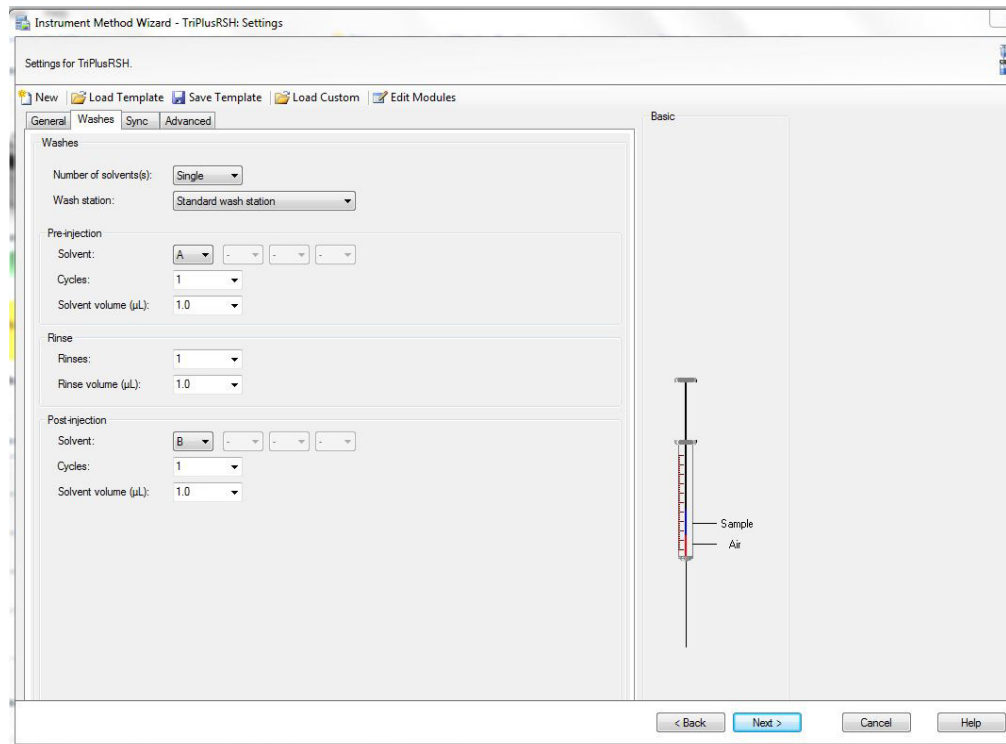 Instrument Method Wizard - TriPlusRSH: Settings
Settings for TriPlusRSH.
New Load Template Save Template Load Custom Edit Modules
General Washes Sync Advanced
Basic
Washes
Number of solvents(s): Single
Wash station: Standard wash station
Pre-injection
Solvent: A - - -
Cycles: 1
Solvent volume (µL): 1.0
Rinse
Rinses: 1
Rinse volume (µL): 1.0
Post-injection
Solvent: B - - -
Cycles: 1
Solvent volume (µL): 1.0
Sample
Air
< Back Next > Cancel Help